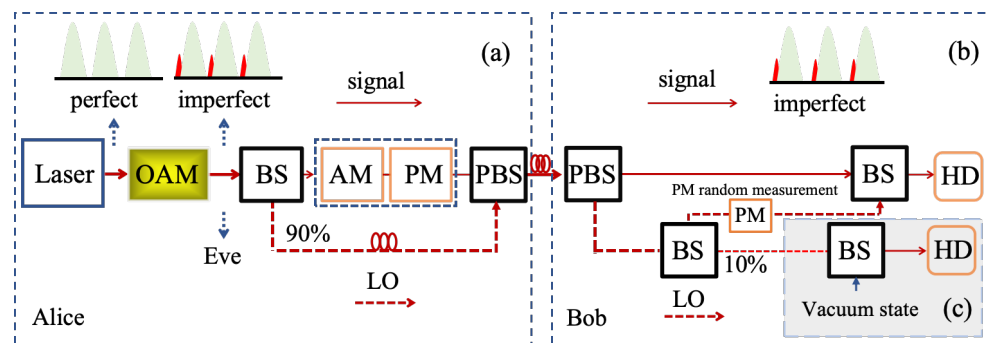 (a)
(b)
perfect
imperfect
signal
signal
imperfect
Laser
OAM
BS
AM
PM
PBS
PBS
BS
HD
PM random measurement
PM
90%
Eve
LO
BS
10%
BS
HD
LO
Vacuum state
(c)
Alice
Bob